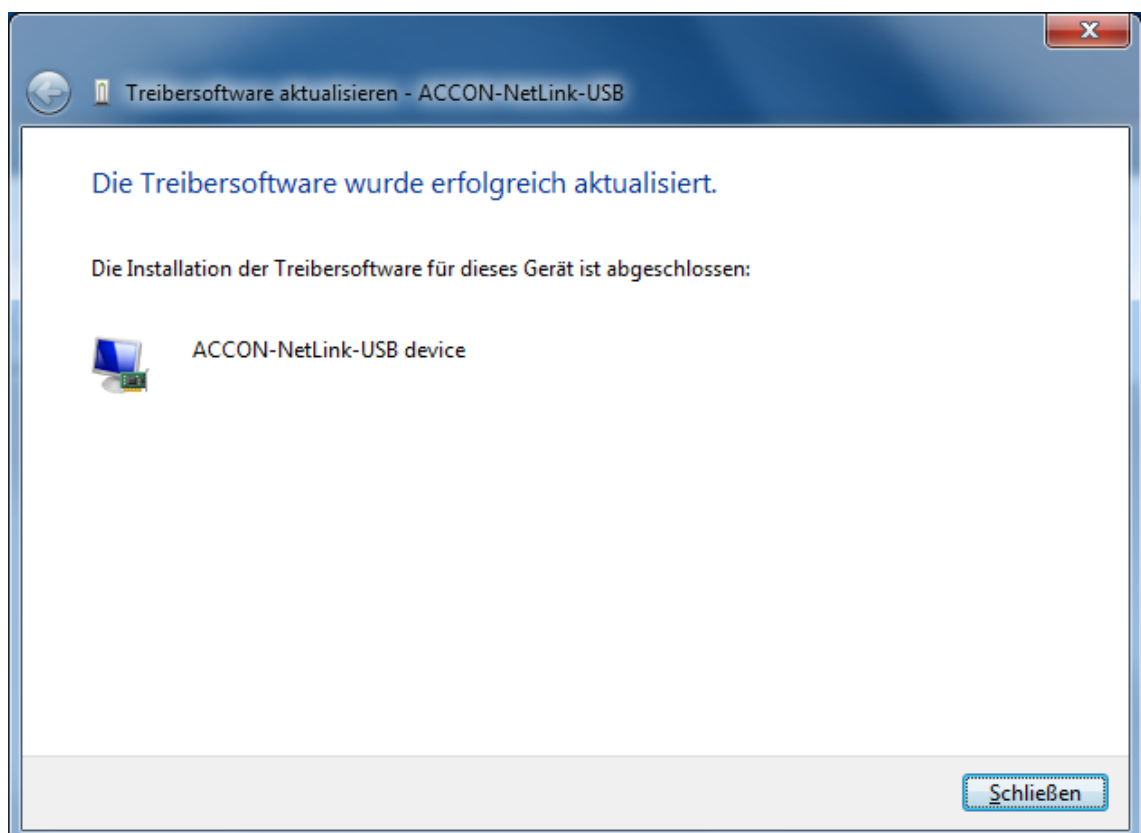 Treibersoftware aktualisieren - ACCON-NetLink-USB
Die Treibersoftware wurde erfolgreich aktualisiert.
Die Installation der Treibersoftware für dieses Gerät ist abgeschlossen:
ACCON-NetLink-USB device
Schließen